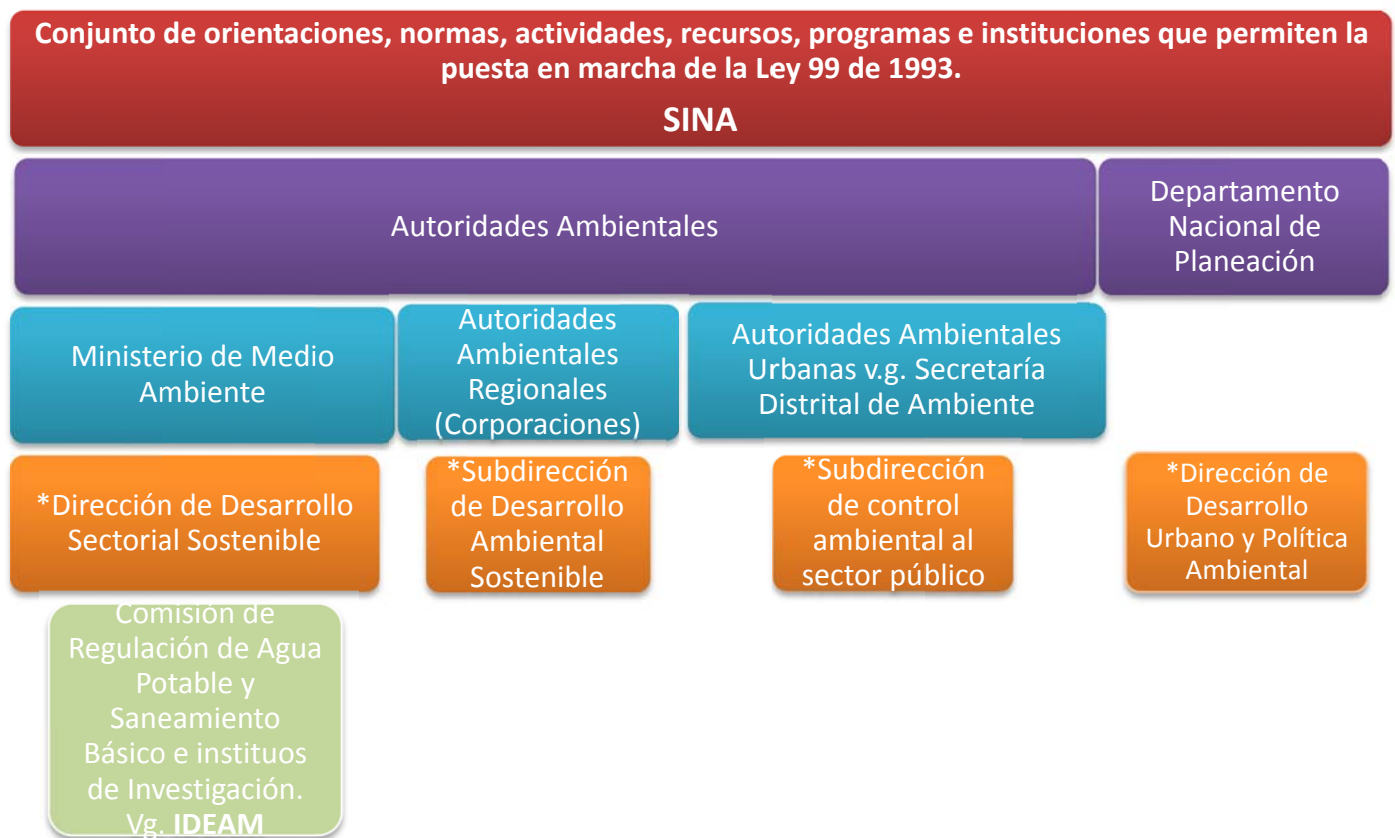 Conjunto de orientaciones, normas, actividades, recursos, programas e instituciones que permiten la
puesta en marcha de la Ley 99 de 1993.
SINA
Autoridades Ambientales
Departamento
Nacional de
Planeación
Ministerio de Medio
Ambiente
Autoridades
Ambientales
Regionales
(Corporaciones)
Autoridades Ambientales
Urbanas v.g. Secretaría
Distrital de Ambiente
*Dirección de Desarrollo
Sectorial Sostenible
*Subdirección
de Desarrollo
Ambiental
Sostenible
*Subdirección
de control
ambiental al
sector público
*Dirección de
Desarrollo
Urbano y Política
Ambiental
Comisión de
Regulación de Agua
Potable y
Saneamiento
Básico e instituos
de Investigación.
Vg. IDEAM